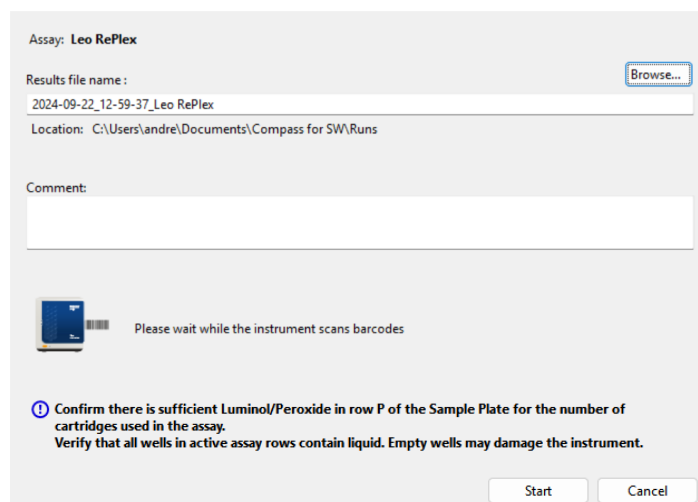 Assay: Leo RePlex
Browse...
Results file name :
2024-09-22_12-59-37_Leo RePlex
Location: C:\Users\andre\Documents\Compass for SW\Runs
Comment:
Please wait while the instrument scans barcodes
Confirm there is sufficient Luminol/Peroxide in row P of the Sample Plate for the number of
cartridges used in the assay.
Verify that all wells in active assay rows contain liquid. Empty wells may damage the instrument.
Start Cancel